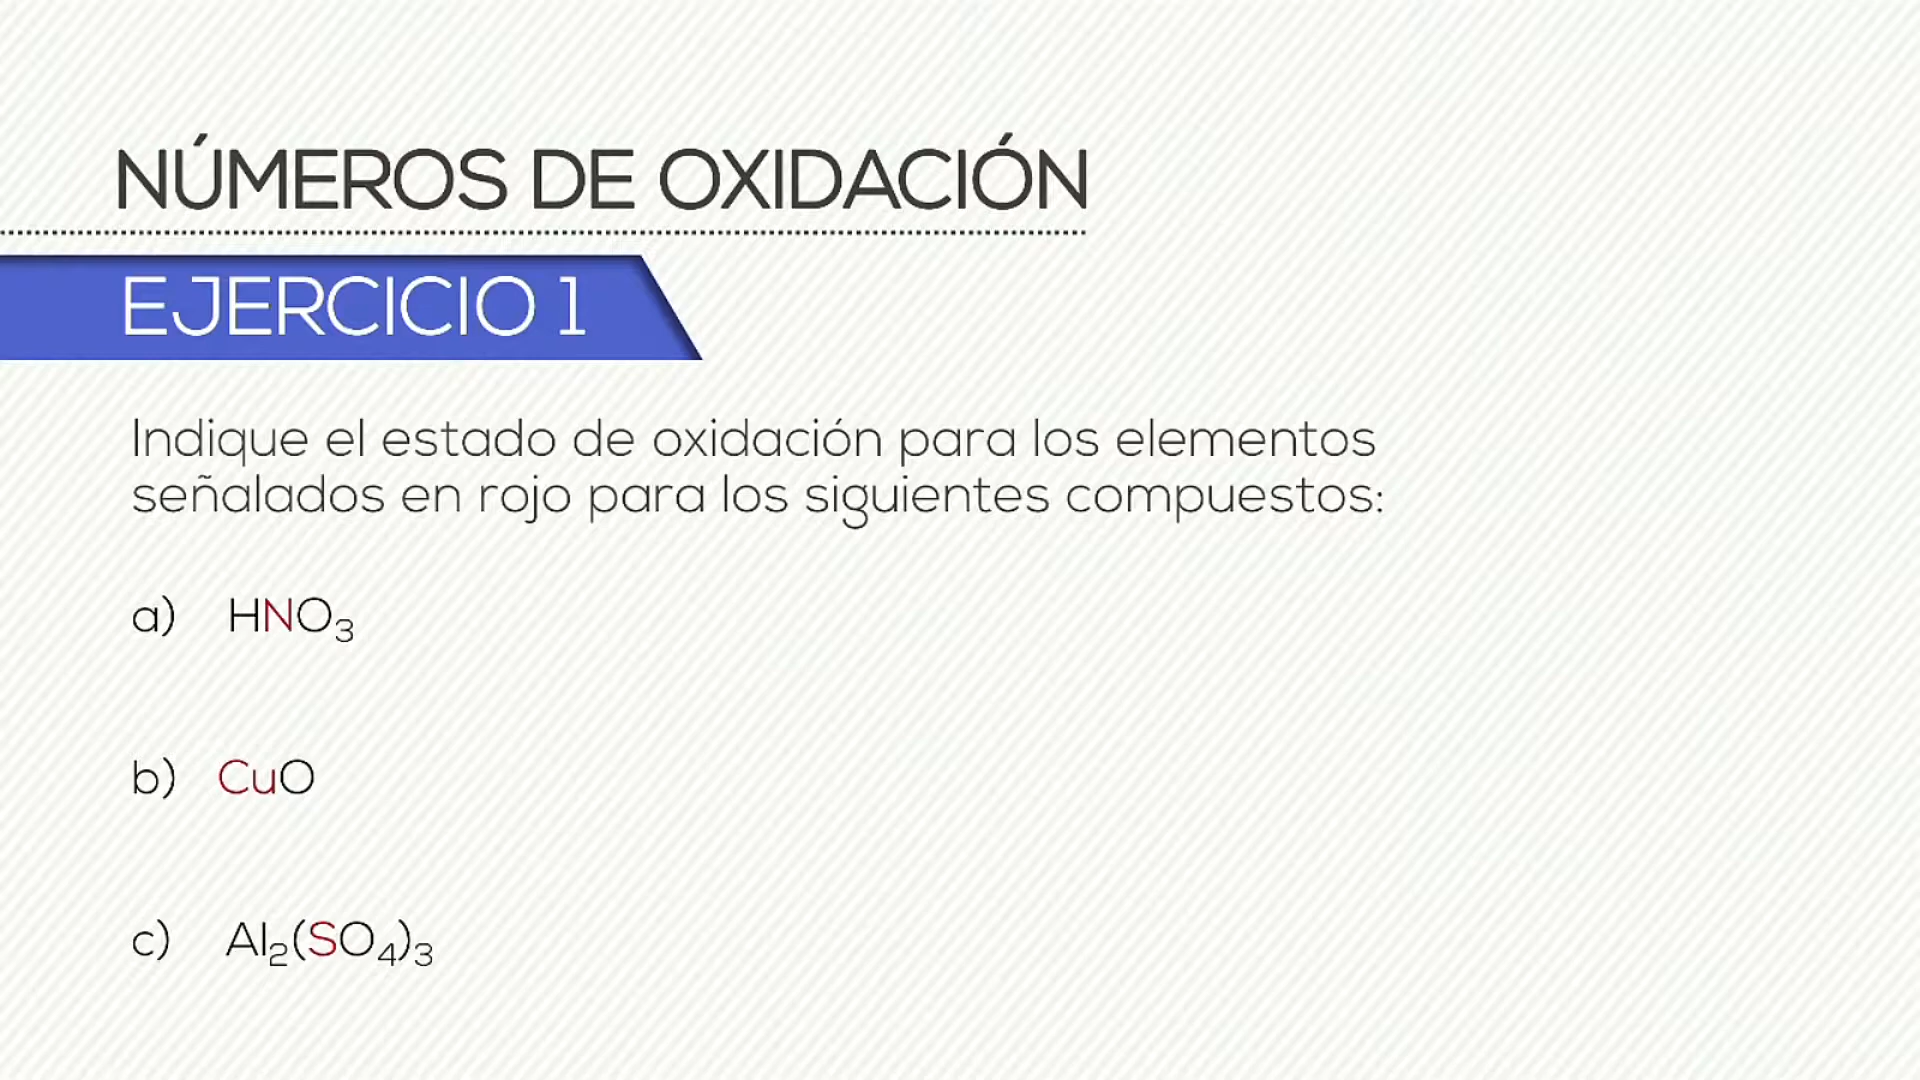 NÚMEROS DE OXIDACIÓN
EJERCICIO 1
Indique el estado de oxidación para los elementos
señalados en rojo para los siguientes compuestos:
a) HNO₃
b) CuO
c) Al₂(SO₄)₃